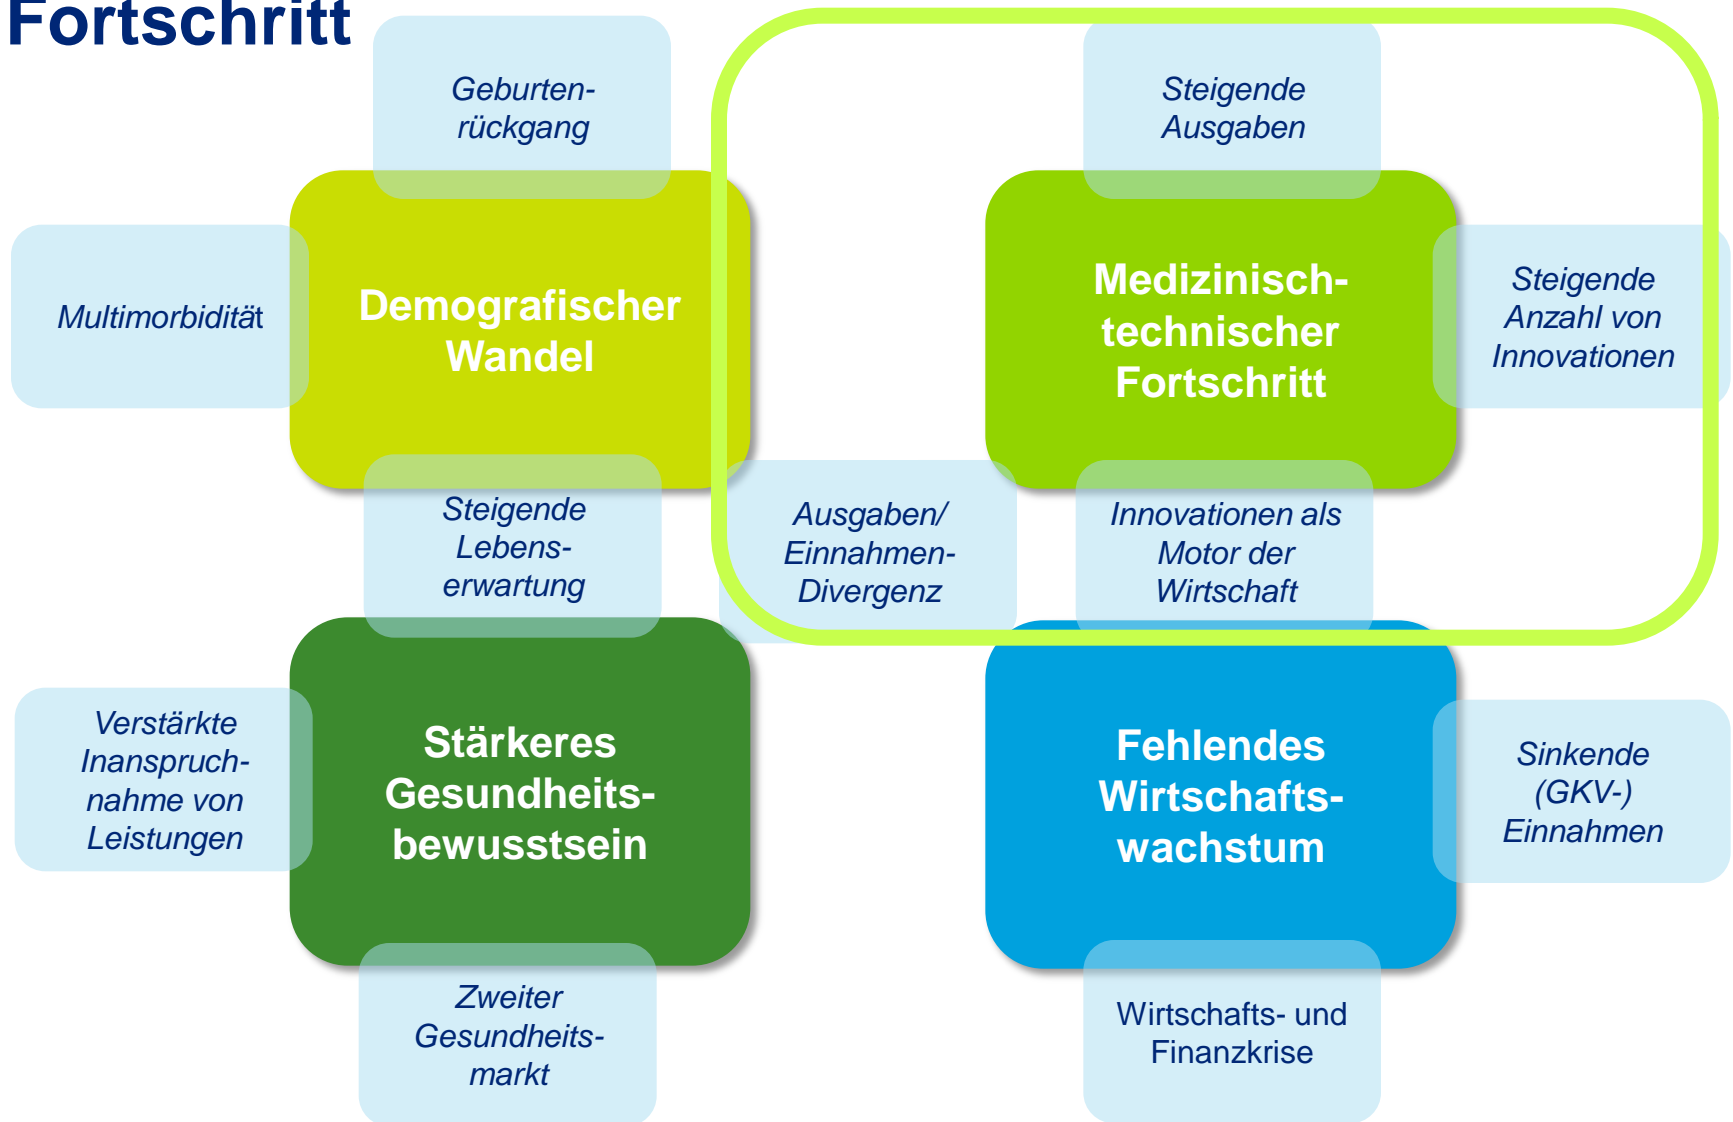 Fortschritt
Geburten-
rückgang
Steigende
Ausgaben
Multimorbidität
Demografischer
Wandel
Medizinisch-
technischer
Fortschritt
Steigende
Anzahl von
Innovationen
Steigende
Lebens-
erwartung
Ausgaben/
Einnahmen-
Divergenz
Innovationen als
Motor der
Wirtschaft
Verstärkte
Inanspruch-
nahme von
Leistungen
Stärkeres
Gesundheits-
bewusstsein
Fehlendes
Wirtschafts-
wachstum
Sinkende
(GKV-)
Einnahmen
Zweiter
Gesundheits-
markt
Wirtschafts- und
Finanzkrise